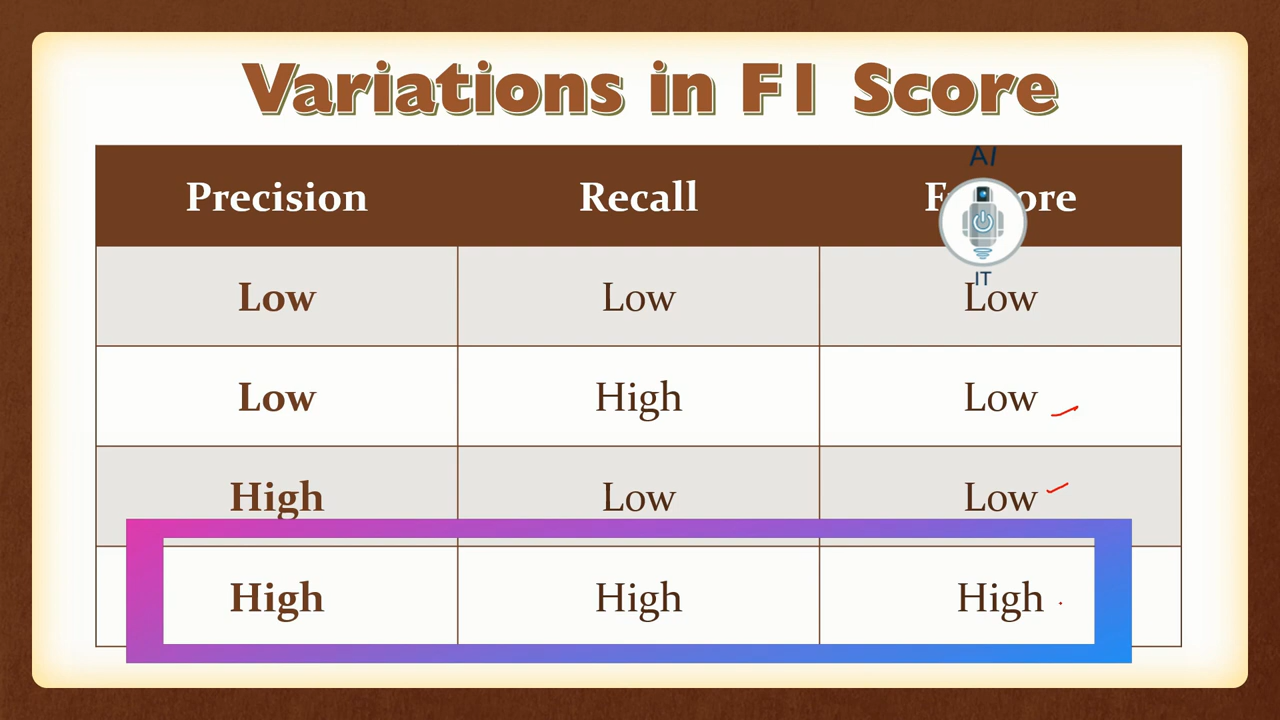 Variations in F1 Score
AI
Precision Recall
IT
Low Low Low
Low High Low
High Low Low
High High High